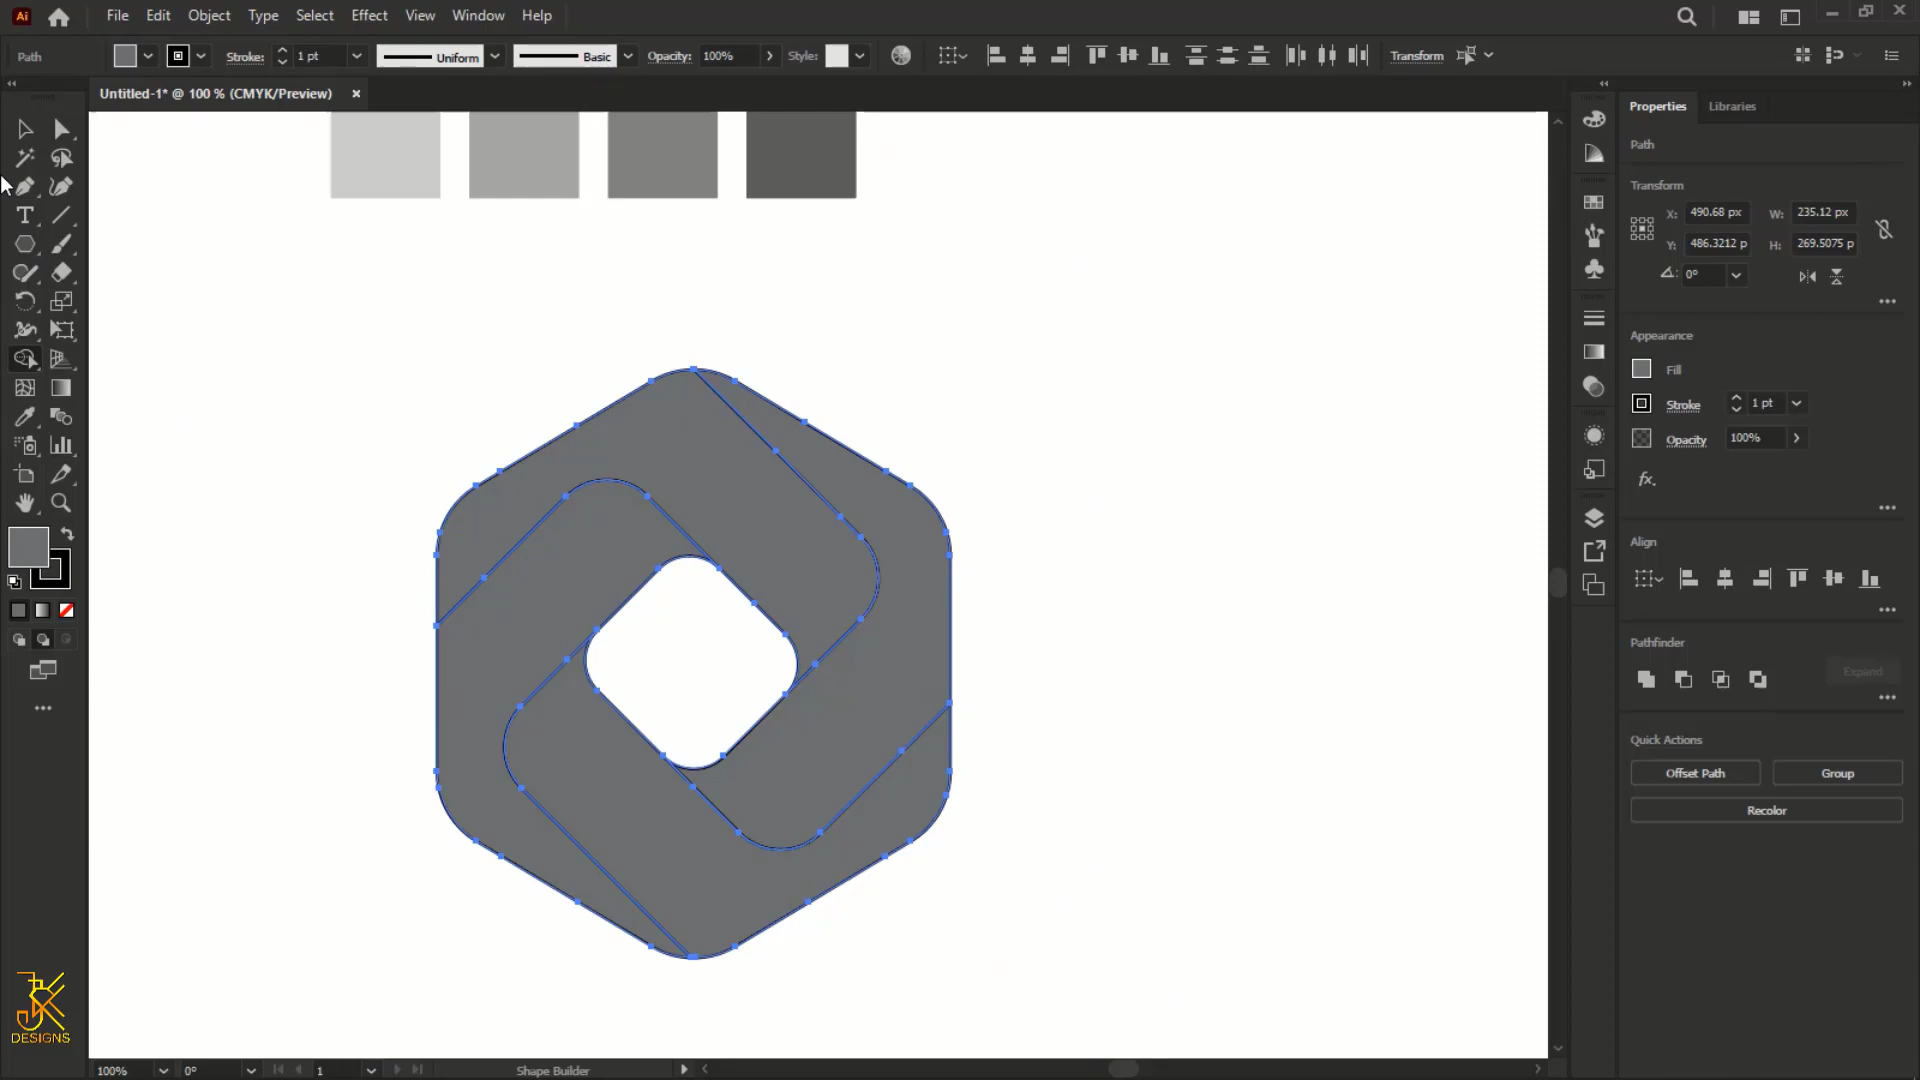 Ai File Edit Object Type Select Effect View Window Help
Path Stroke: 1 pt Uniform Basic Opacity: 100% Style: Transform
Untitled-1* @ 100 % (CMYK/Preview)
Properties Libraries
Path
Transform
X: 490.68 px W: 235.12 px
Y: 486.3212 p H: 269.5075 p
0°
Appearance
Fill
Stroke 1 pt
Opacity 100%
fx.
Align
Pathfinder
Expand
Quick Actions
Offset Path Group
Recolor
JK
DESIGNS
100% 0° 1 Shape Builder